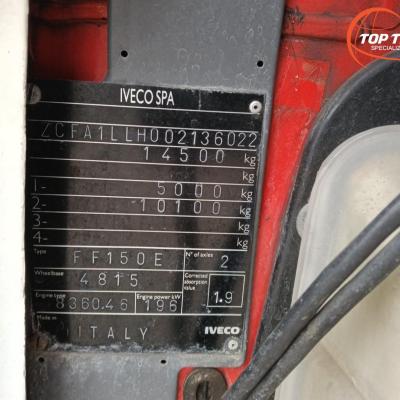 TOP T
SPECIALIZ
IVECO SPA
ZCFA1LLH002136022
14500 kg
kg
1- 5000 kg
2- 10100 kg
3- kg
4- kg
Type FF150E N° of axles 2
Wheelbase 4815 Corrected absorption value 1.9
Engine type 8360.46 Engine power kW 196
Made in ITALY IVECO